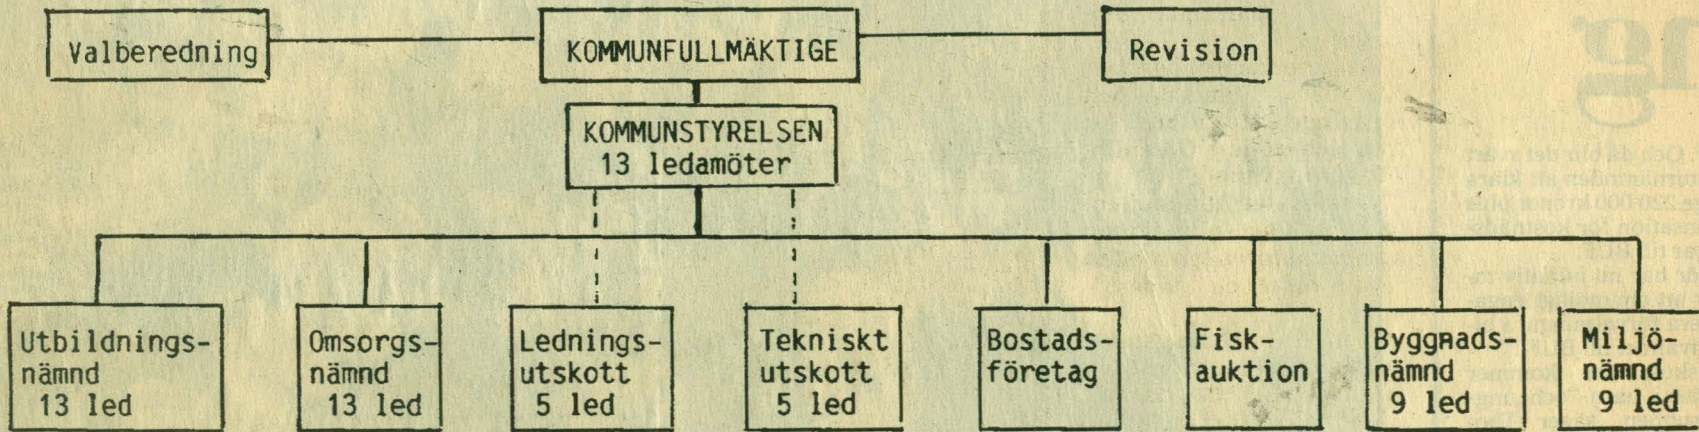 Valberedning
KOMMUNFULLMÄKTIGE
Revision
KOMMUNSTYRELSEN
13 ledamöter
Utbildnings-
nämnd
13 led
Omsorgs-
nämnd
13 led
Lednings-
utskott
5 led
Tekniskt
utskott
5 led
Bostads-
företag
Fisk-
auktion
Byggnads-
nämnd
9 led
Miljö-
nämnd
9 led